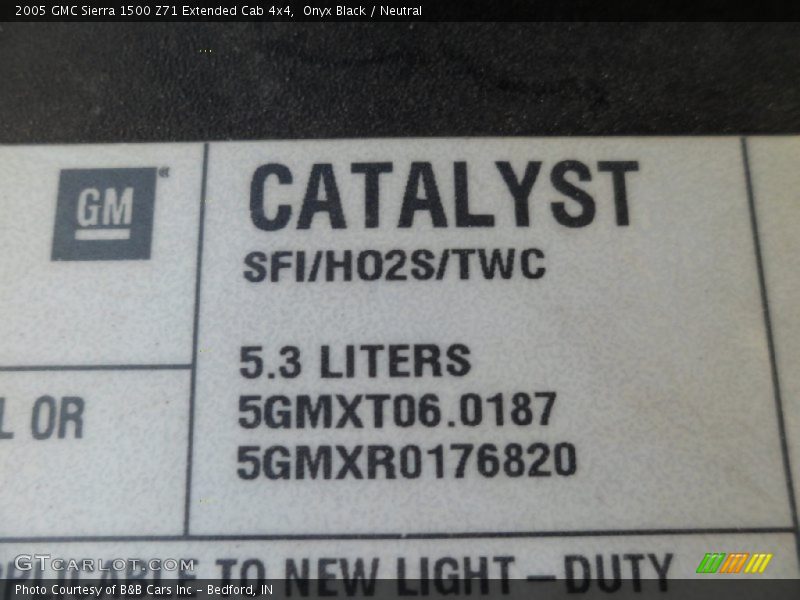 2005 GMC Sierra 1500 Z71 Extended Cab 4x4,  Onyx Black / Neutral
GM
CATALYST
SFI/HO2S/TWC
5.3 LITERS
5GMXT06.0187
5GMXR0176820
L OR
TO NEW LIGHT-DUTY
GTCARLOT.COM
Photo Courtesy of B&B Cars Inc - Bedford, IN